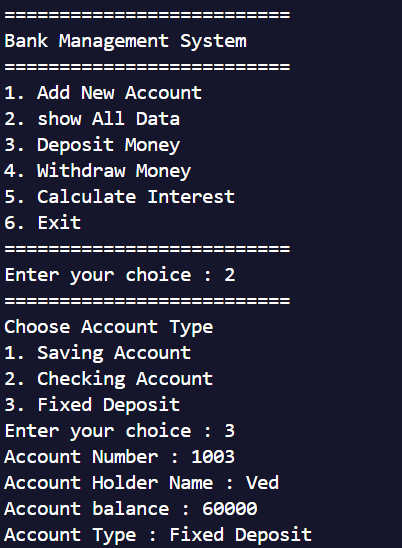 ==========================
Bank Management System
==========================
1. Add New Account
2. show All Data
3. Deposit Money
4. Withdraw Money
5. Calculate Interest
6. Exit
==========================
Enter your choice : 2
==========================
Choose Account Type
1. Saving Account
2. Checking Account
3. Fixed Deposit
Enter your choice : 3
Account Number : 1003
Account Holder Name : Ved
Account balance : 60000
Account Type : Fixed Deposit